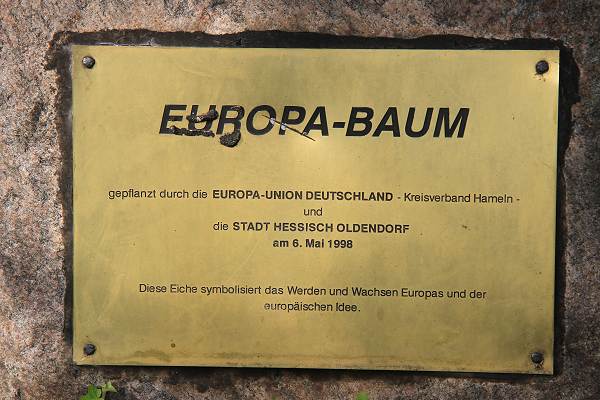 EUROPA-BAUM
gepflanzt durch die EUROPA-UNION DEUTSCHLAND - Kreisverband Hameln -
und
die STADT HESSISCH OLDENDORF
am 6. Mai 1998
Diese Eiche symbolisiert das Werden und Wachsen Europas und der
europäischen Idee.